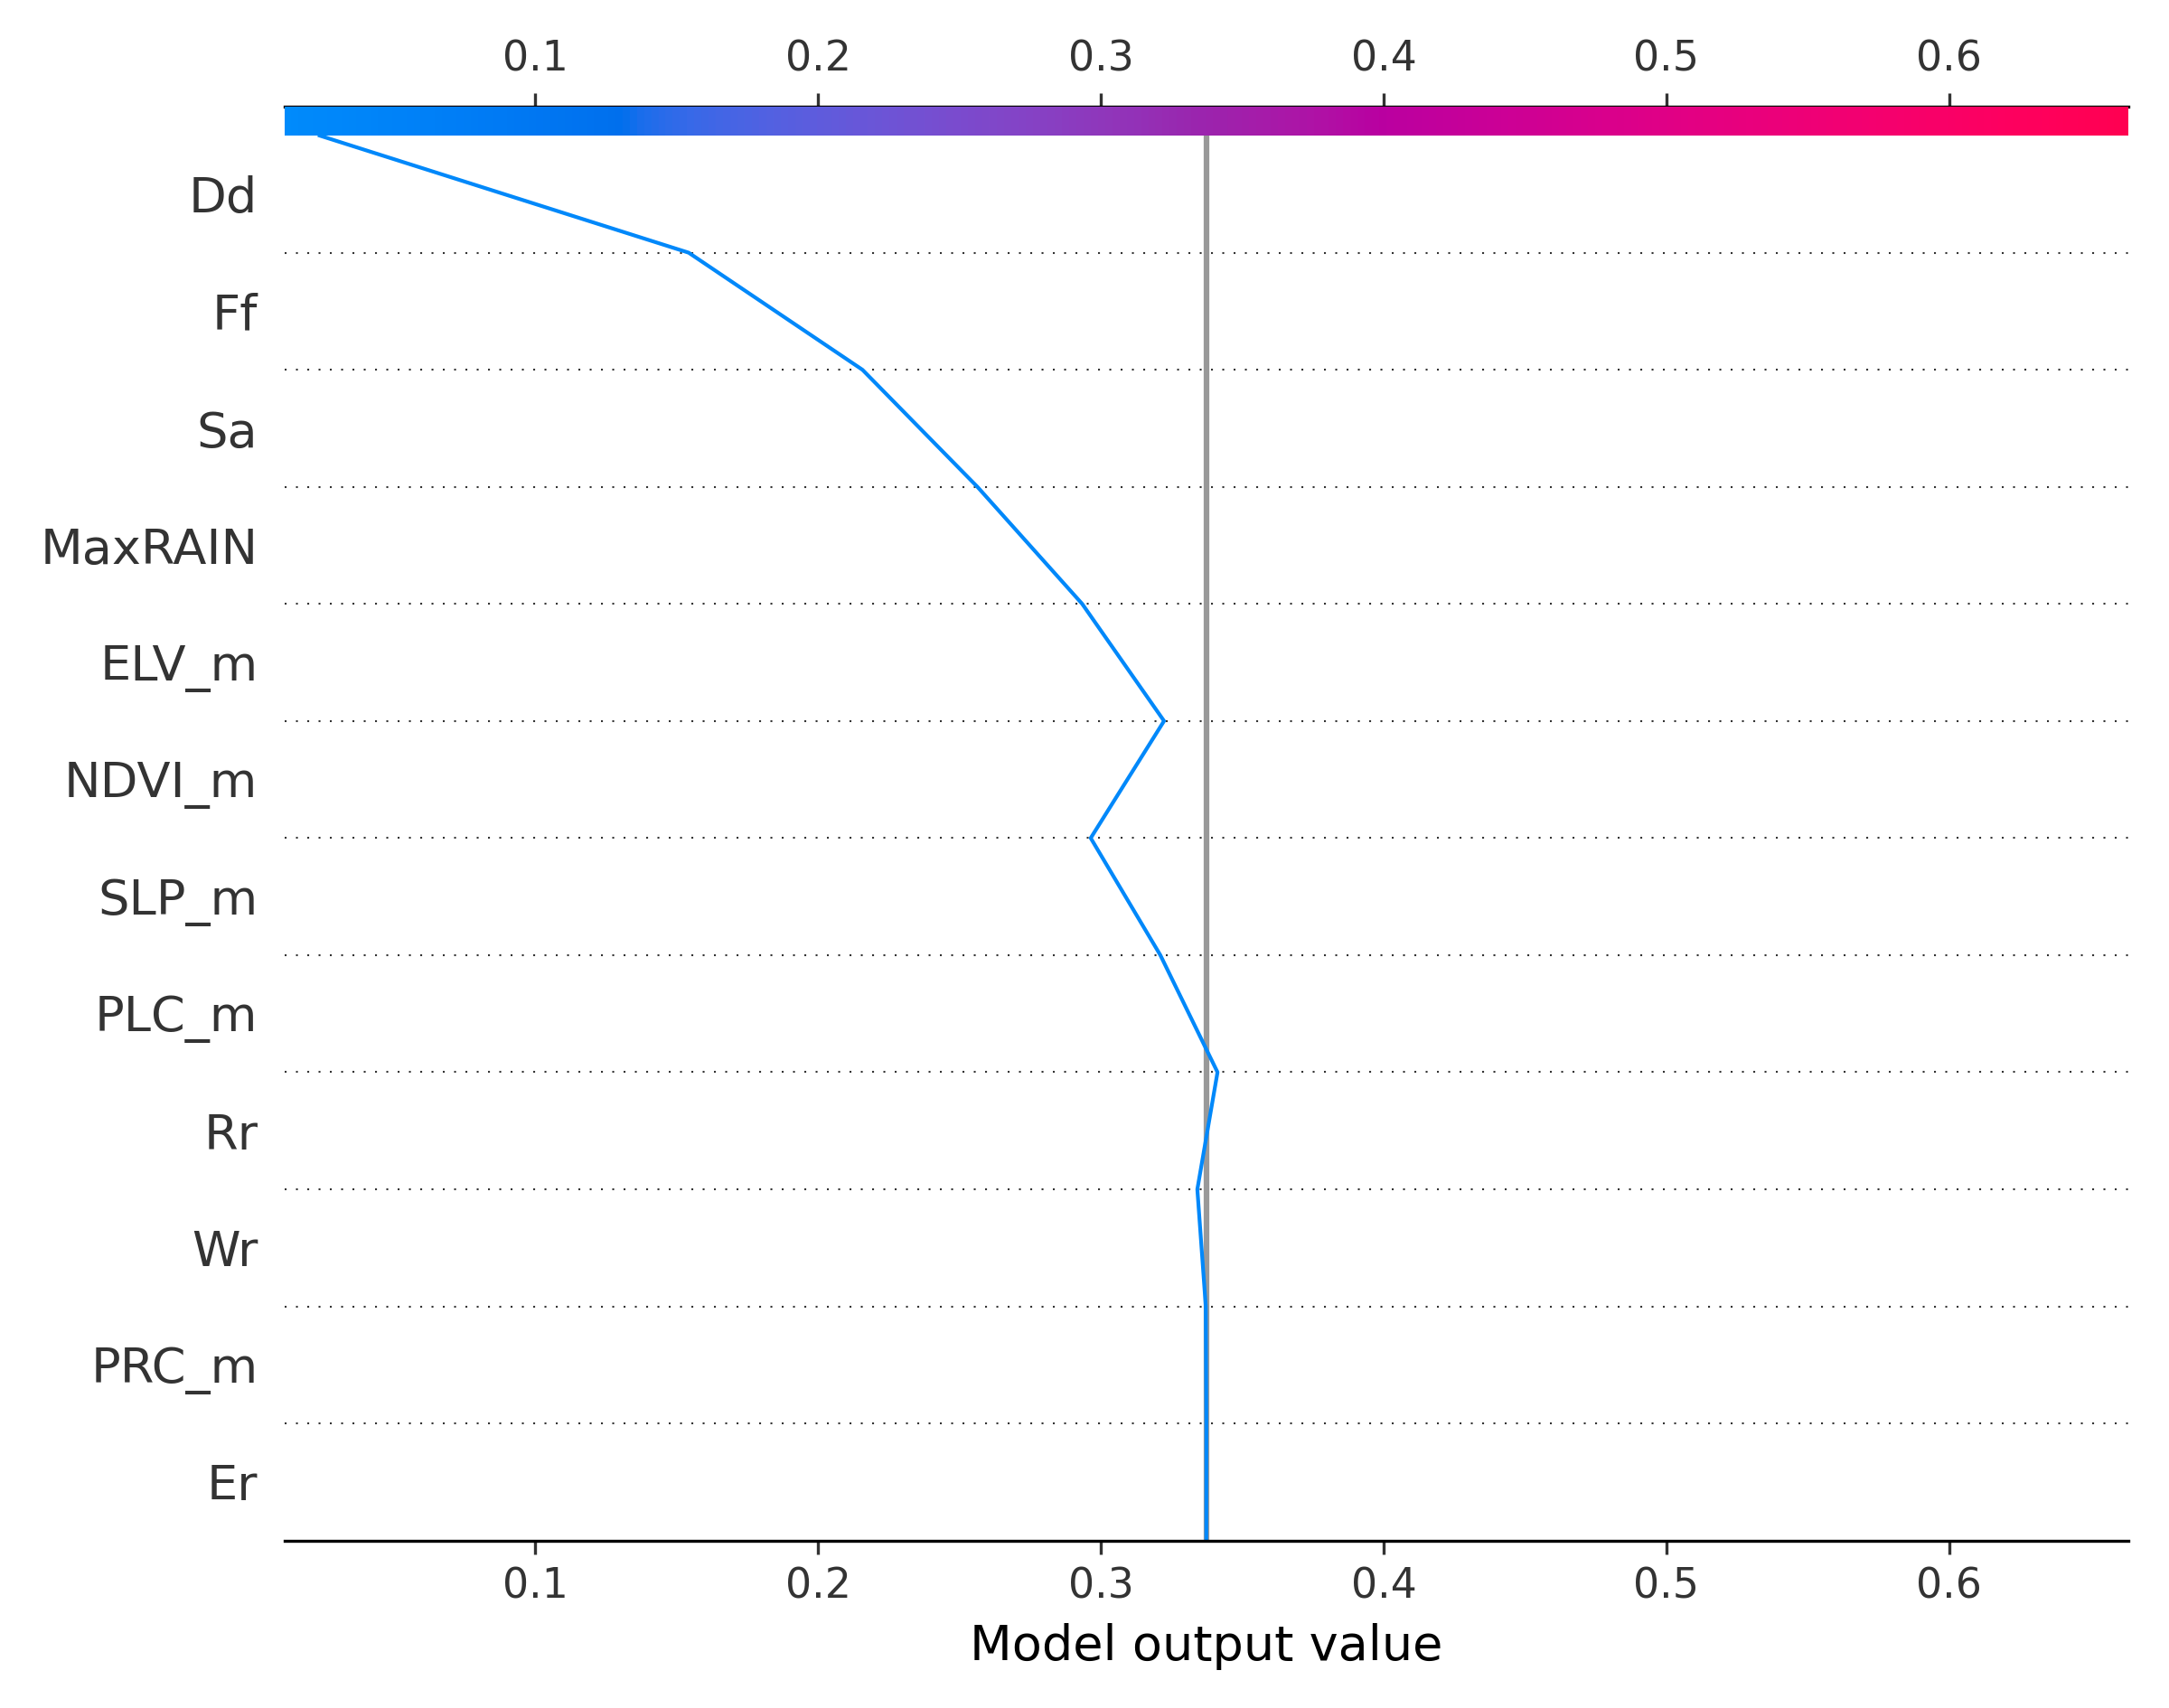 0.1 0.2 0.3 0.4 0.5 0.6
Dd
Ff
Sa
MaxRAIN
ELV_m
NDVI_m
SLP_m
PLC_m
Rr
Wr
PRC_m
Er
0.1 0.2 0.3 0.4 0.5 0.6
Model output value